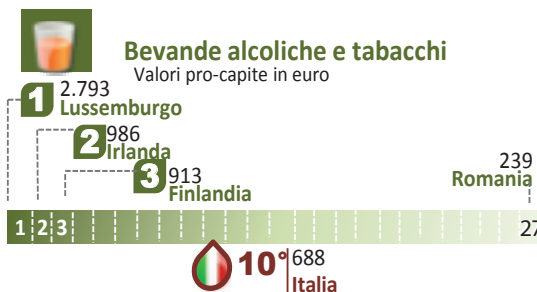 Bevande alcoliche e tabacchi
Valori pro-capite in euro
1 2.793
Lussemburgo
2 986
Irlanda
3 913
Finlandia
239
Romania
1 2 3 27
10° 688
Italia